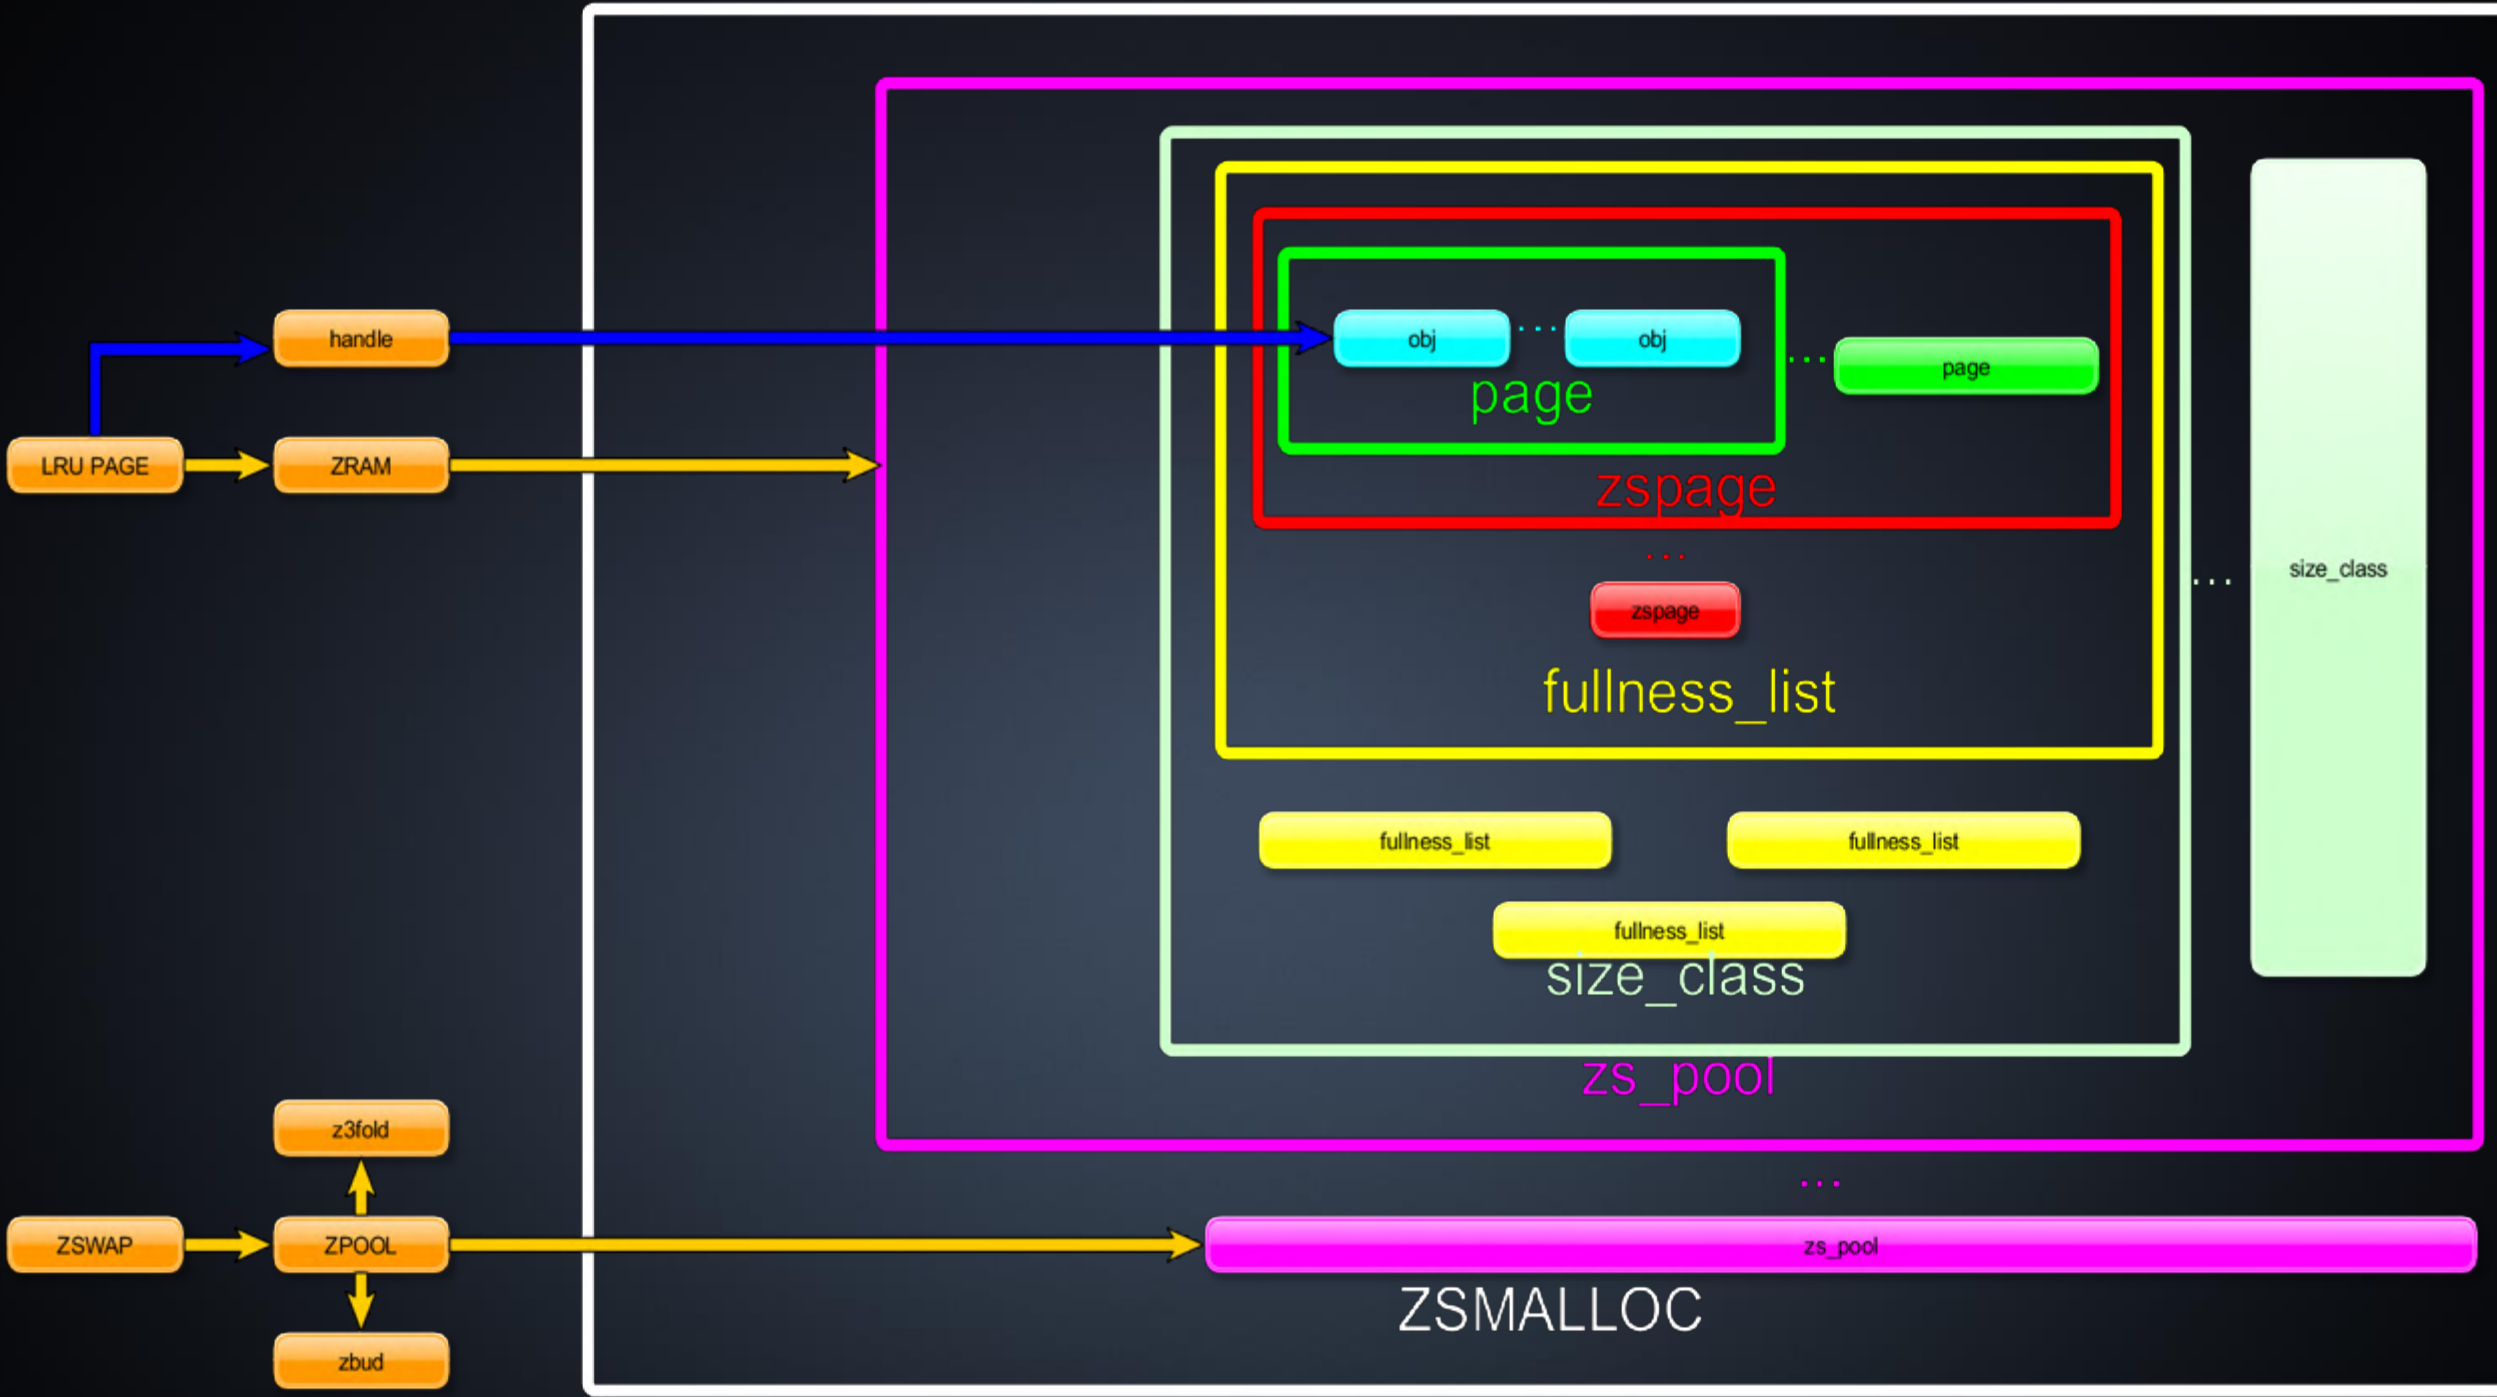 handle
obj
...
obj
page
...
page
LRU PAGE
ZRAM
zspage
...
zspage
...
size_class
fullness_list
fullness_list
fullness_list
fullness_list
size_class
zs_pool
z3fold
...
ZSWAP
ZPOOL
zs_pool
ZSMALLOC
zbud